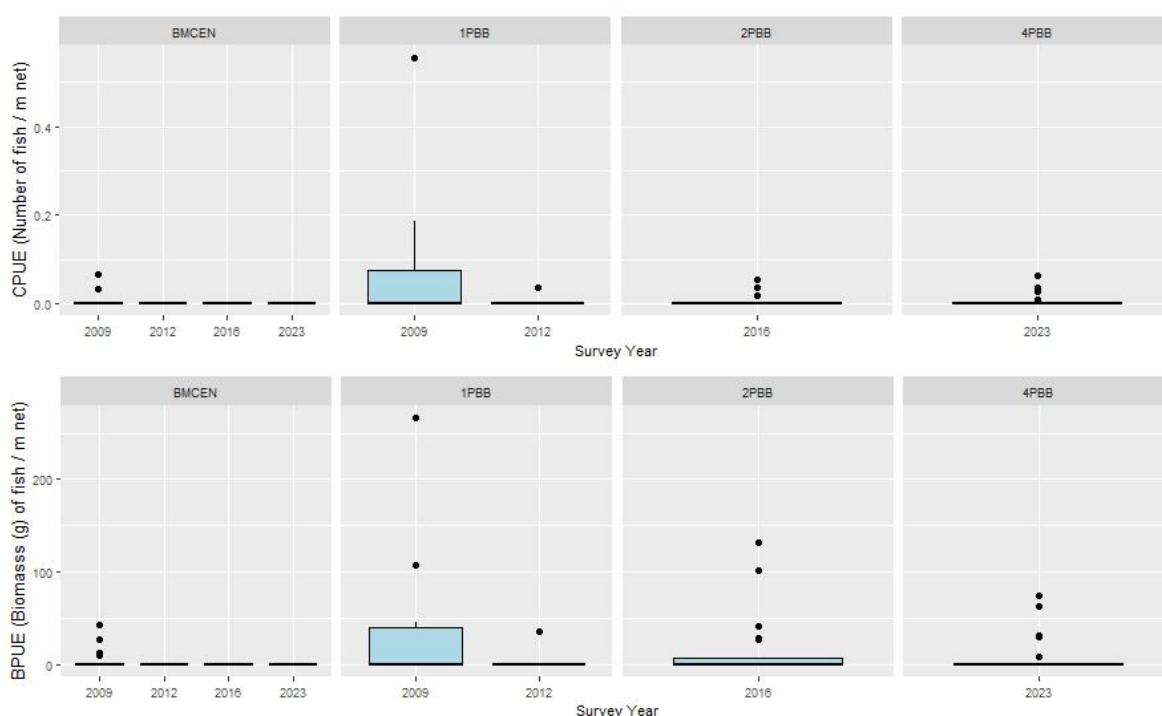 BMCEN 1PBB 2PBB 4PBB
CPUE (Number of fish / m net)
0.4
0.2
0.0
2009 2012 2016 2023 2009 2012 2016 2023
Survey Year
BMCEN 1PBB 2PBB 4PBB
BPUE (Biomasss (g) of fish / m net)
200
100
0
2009 2012 2016 2023 2009 2012 2016 2023
Survey Year